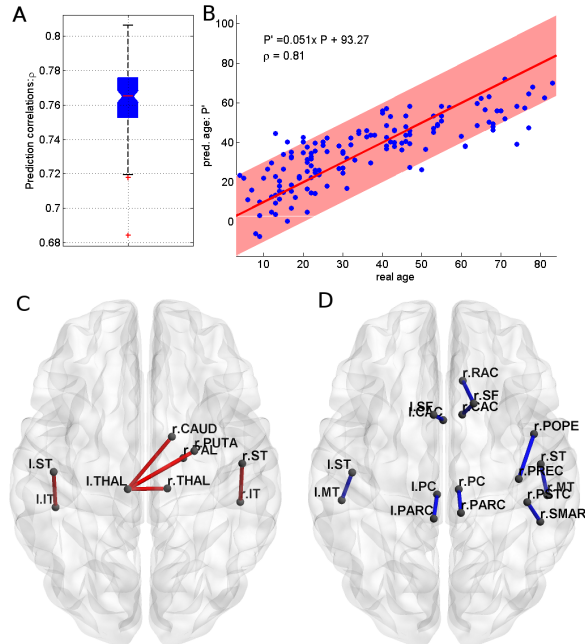 A
Prediction correlations:ρ
0.8
0.78
0.76
0.74
0.72
0.7
0.68
B
P' =0.051x P + 93.27
ρ = 0.81
pred. age: P'
100
80
60
40
20
0
10 20 30 40 50 60 70 80
real age
C
r.CAUD
r.PUTA
r.PAL
l.ST
r.ST
l.THAL
r.THAL
l.IT
r.IT
D
r.RAC
r.SF
l.SF
l.CAC
r.CAC
r.POPE
r.ST
l.ST
r.PREC
l.PC
r.PC
r.MT
l.MT
r.PSTC
l.PARC
r.PARC
r.SMAR